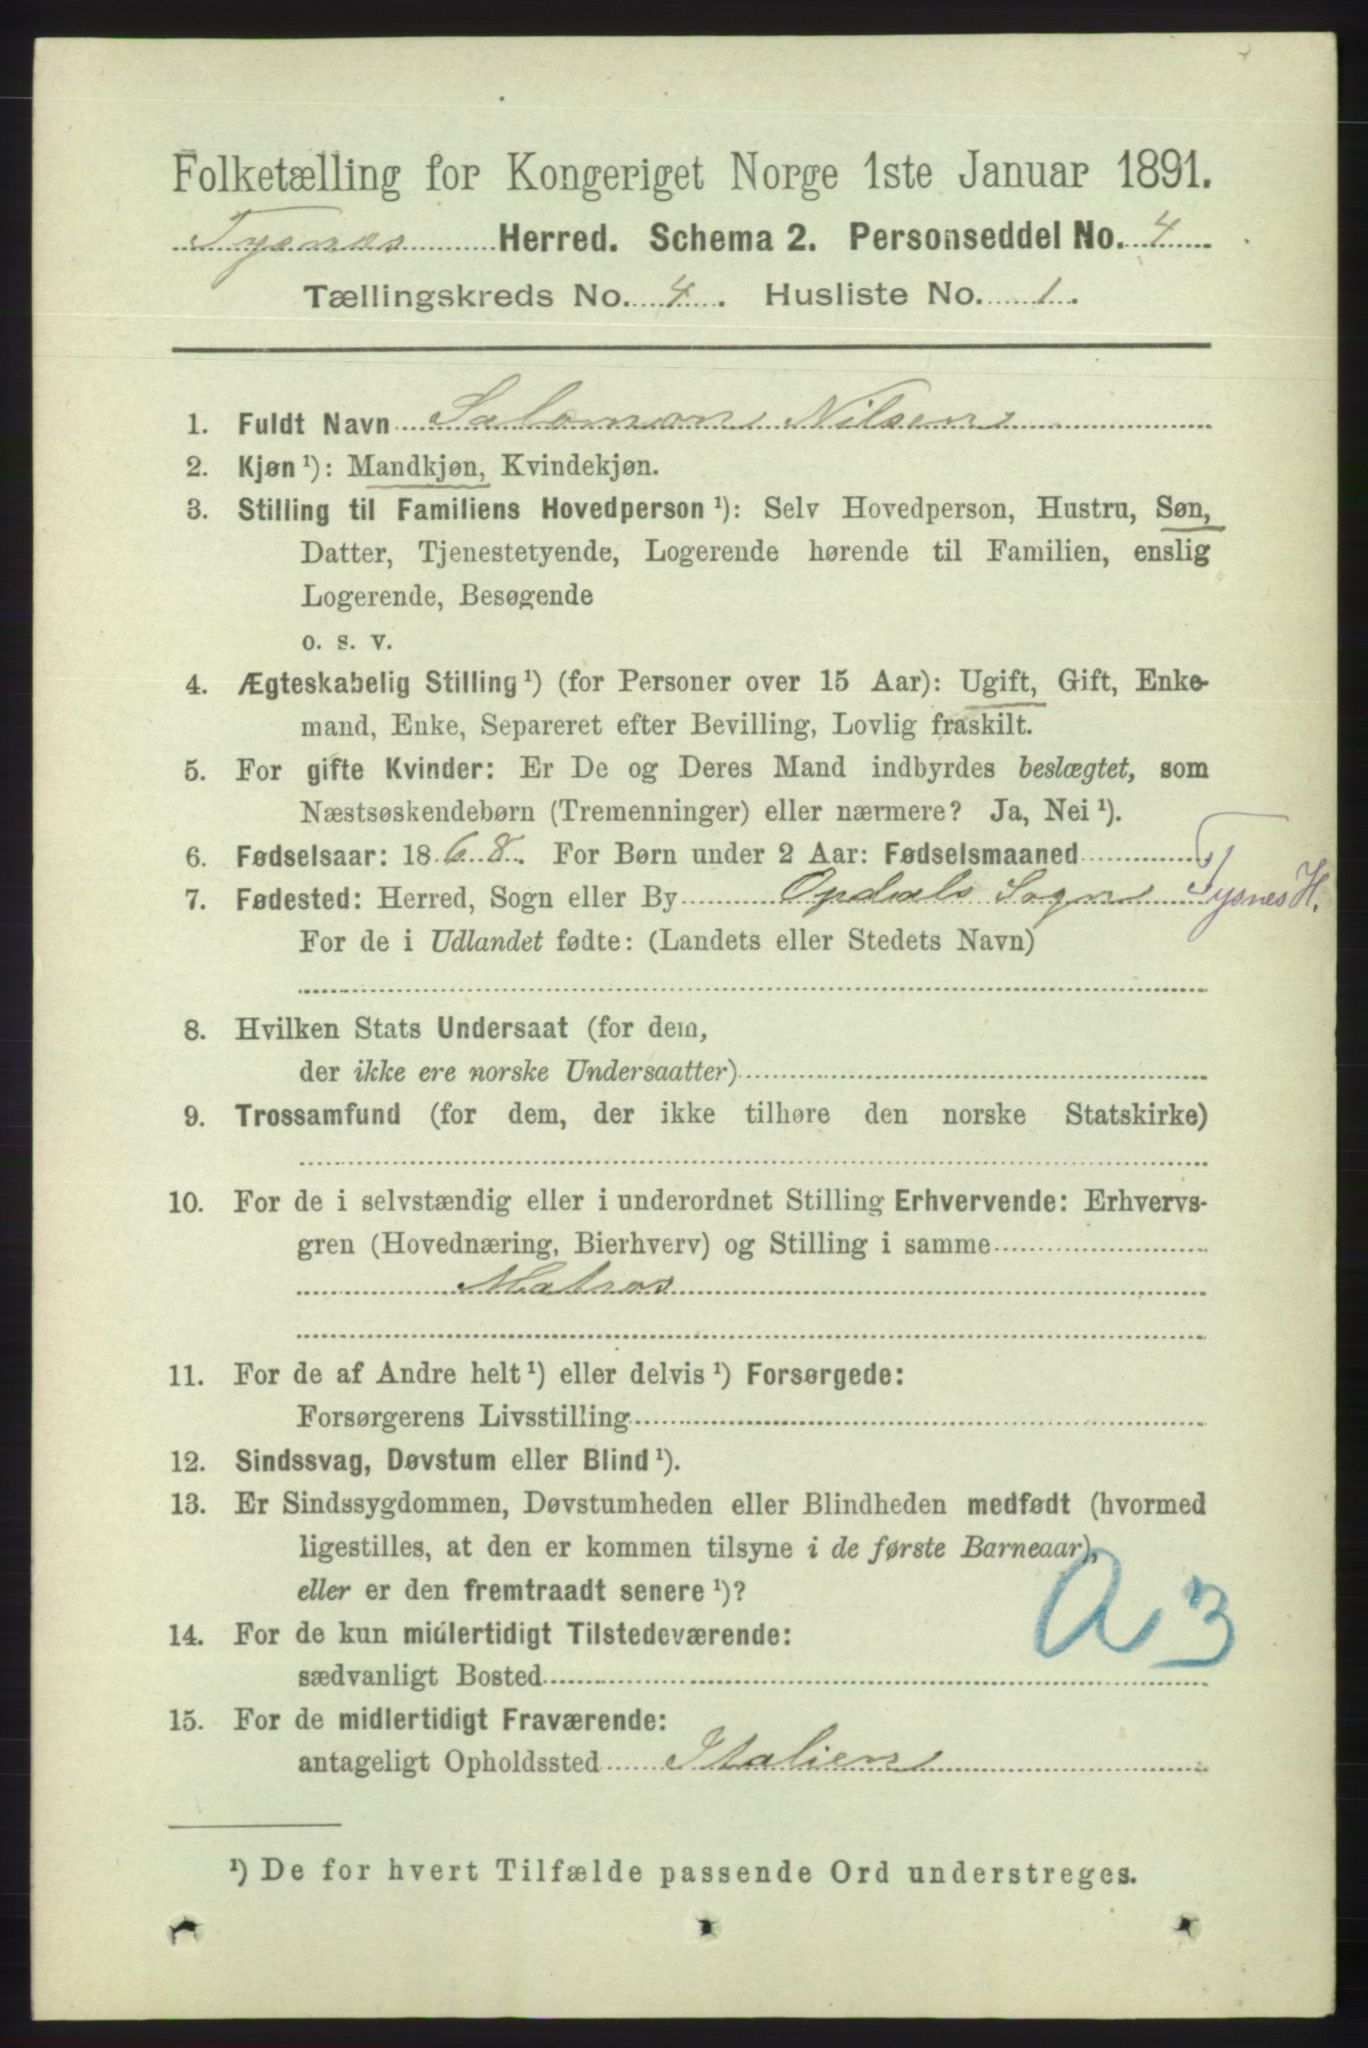 Folketælling for Kongeriget Norge 1ste Januar 1891.
Tysnæs Herred. Schema 2. Personseddel No. 4
Tællingskreds No. 4. Husliste No. 1.
1. Fuldt Navn Salomon Nilsen
2. Kjøn ¹): Mandkjøn, Kvindekjøn.
3. Stilling til Familiens Hovedperson ¹): Selv Hovedperson, Hustru, Søn,
Datter, Tjenestetyende, Logerende hørende til Familien, enslig
Logerende, Besøgende
o. s. v.
4. Ægteskabelig Stilling ¹) (for Personer over 15 Aar): Ugift, Gift, Enke-
mand, Enke, Separeret efter Bevilling, Lovlig fraskilt.
5. For gifte Kvinder: Er De og Deres Mand indbyrdes beslægtet, som
Næstsøskendebørn (Tremenninger) eller nærmere? Ja, Nei ¹).
6. Fødselsaar: 1868. For Børn under 2 Aar: Fødselsmaaned
7. Fødested: Herred, Sogn eller By Opdals Sogn Tysnes H.
For de i Udlandet fødte: (Landets eller Stedets Navn)
8. Hvilken Stats Undersaat (for dem,
der ikke ere norske Undersaatter)
9. Trossamfund (for dem, der ikke tilhøre den norske Statskirke)
10. For de i selvstændig eller i underordnet Stilling Erhvervende: Erhvervs-
gren (Hovednæring, Bierhverv) og Stilling i samme
Matros
11. For de af Andre helt ¹) eller delvis ¹) Forsørgede:
Forsørgerens Livsstilling
12. Sindssvag, Døvstum eller Blind ¹).
13. Er Sindssygdommen, Døvstumheden eller Blindheden medfødt (hvormed
ligestilles, at den er kommen tilsyne i de første Barneaar),
eller er den fremtraadt senere ¹)?
a 3
14. For de kun midlertidigt Tilstedeværende:
sædvanligt Bosted
15. For de midlertidigt Fraværende:
antageligt Opholdssted Italien
¹) De for hvert Tilfælde passende Ord understreges.